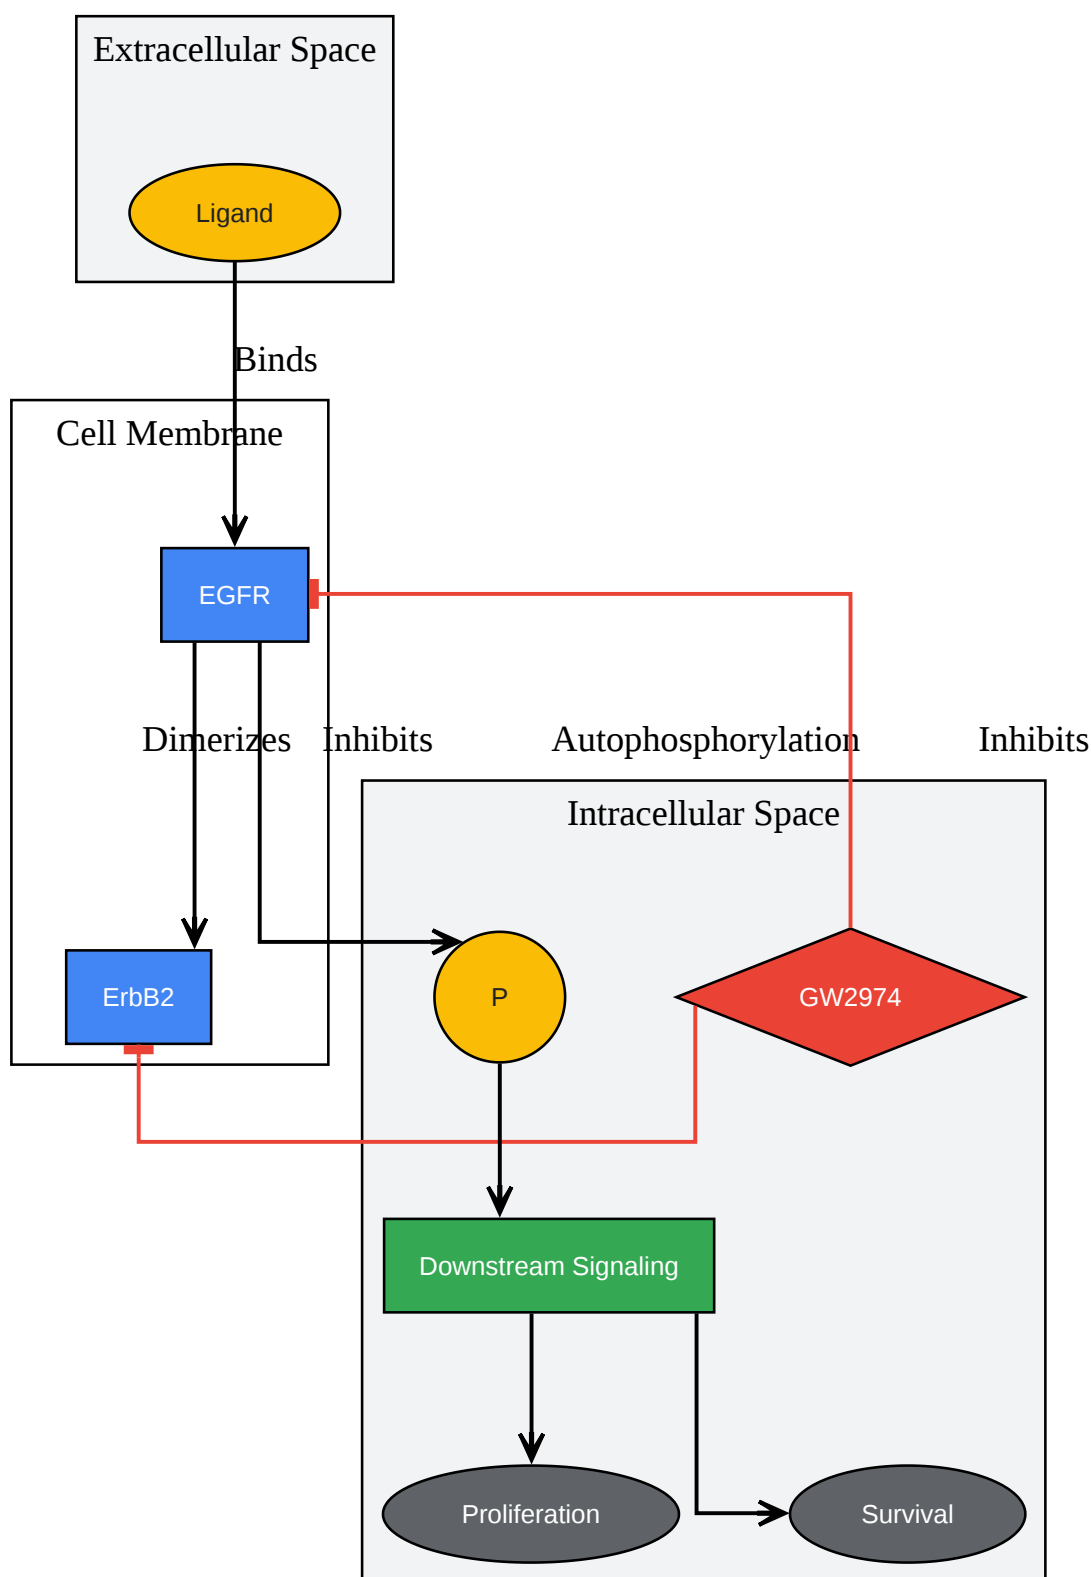 Extracellular Space
Ligand
Binds
Cell Membrane
EGFR
Dimerizes
Inhibits
Autophosphorylation
Inhibits
Intracellular Space
ErbB2
P
GW2974
Downstream Signaling
Proliferation
Survival